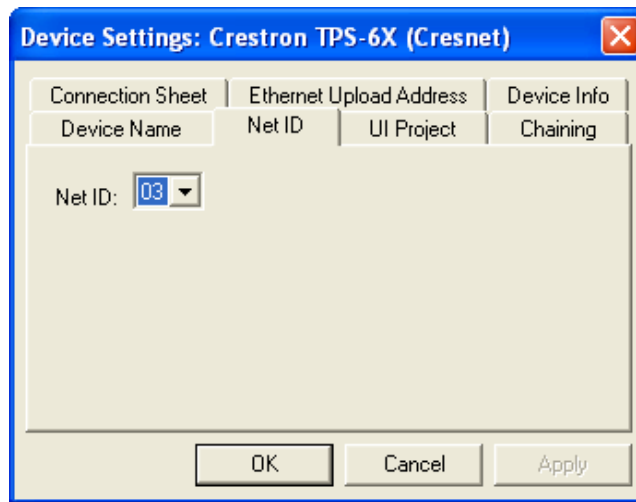 Device Settings: Crestron TPS-6X (Cresnet)
Connection Sheet Ethernet Upload Address Device Info
Device Name Net ID UI Project Chaining
Net ID: 03
OK Cancel Apply